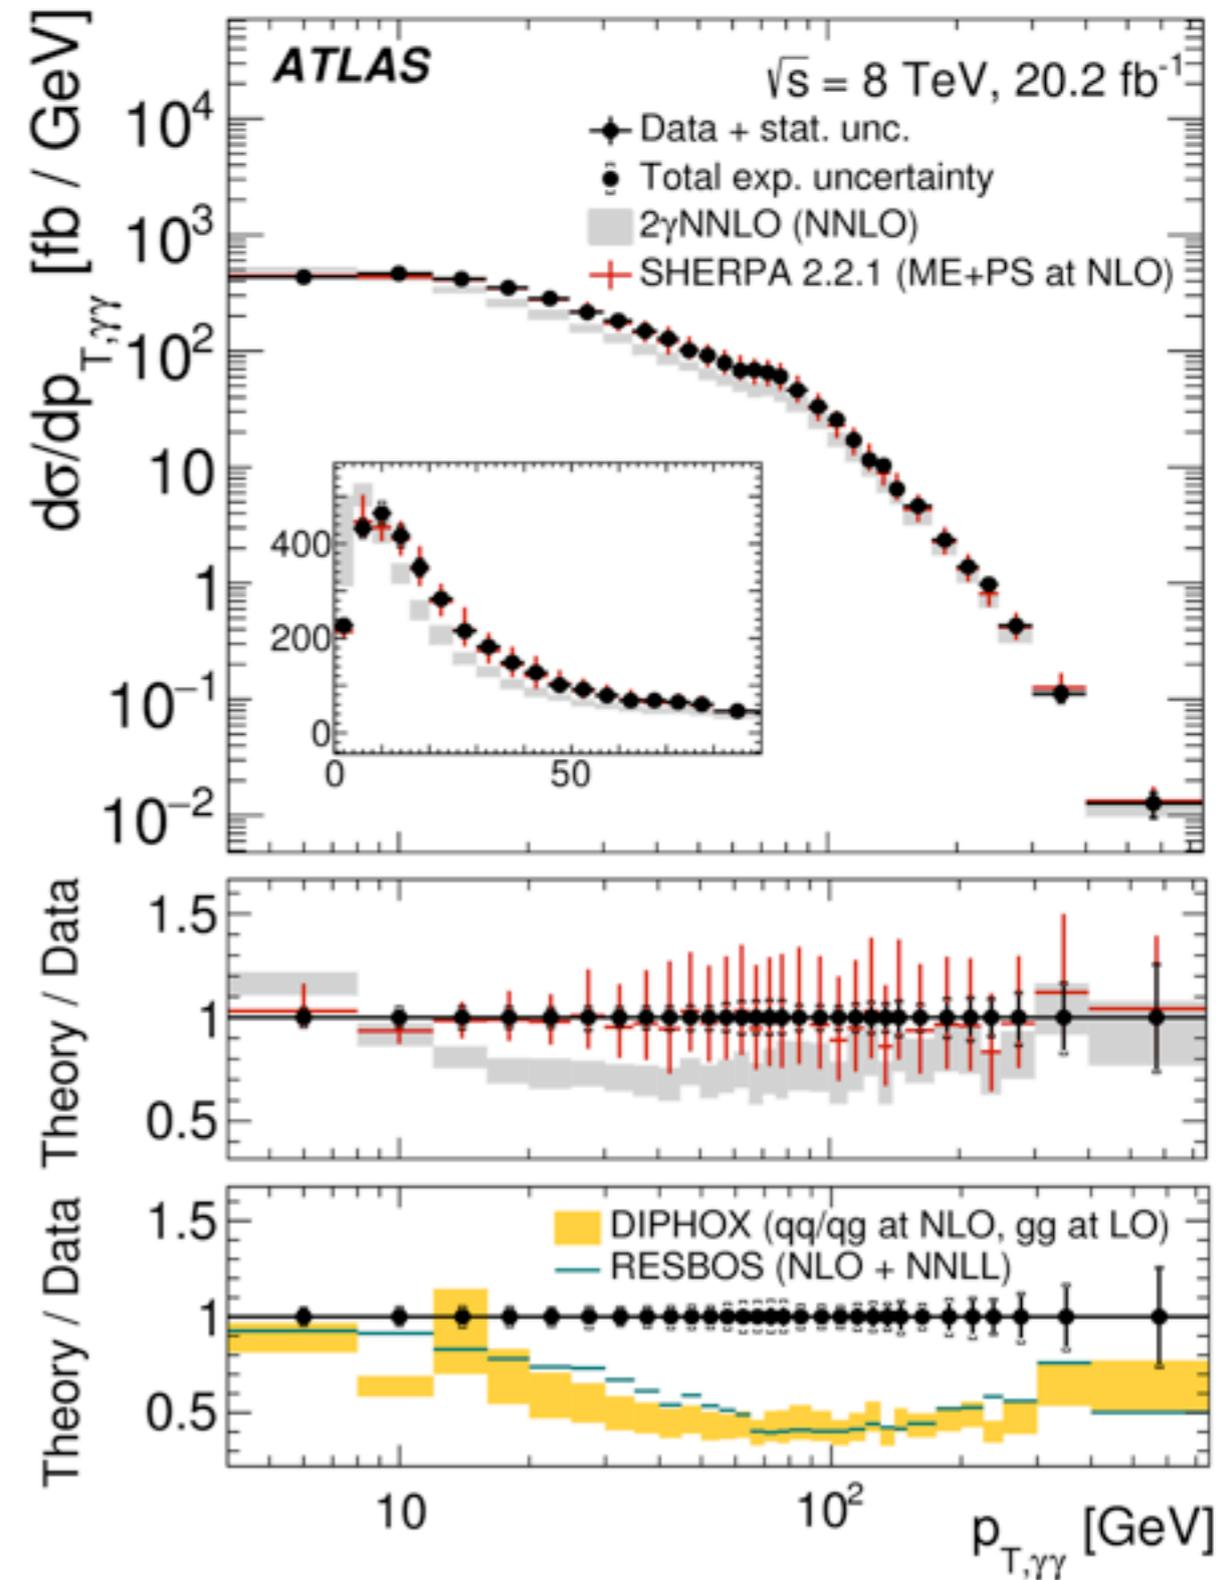 ATLAS
√s = 8 TeV, 20.2 fb⁻¹
Data + stat. unc.
Total exp. uncertainty
2γNNLO (NNLO)
SHERPA 2.2.1 (ME+PS at NLO)
dσ/dp_T,γγ [fb / GeV]
10⁴
10³
10²
10
1
10⁻¹
10⁻²
400
200
0
0 50
Theory / Data
1.5
1
0.5
Theory / Data
1.5
1
0.5
DIPHOX (qq/qg at NLO, gg at LO)
RESBOS (NLO + NNLL)
10 10²
p_T,γγ [GeV]